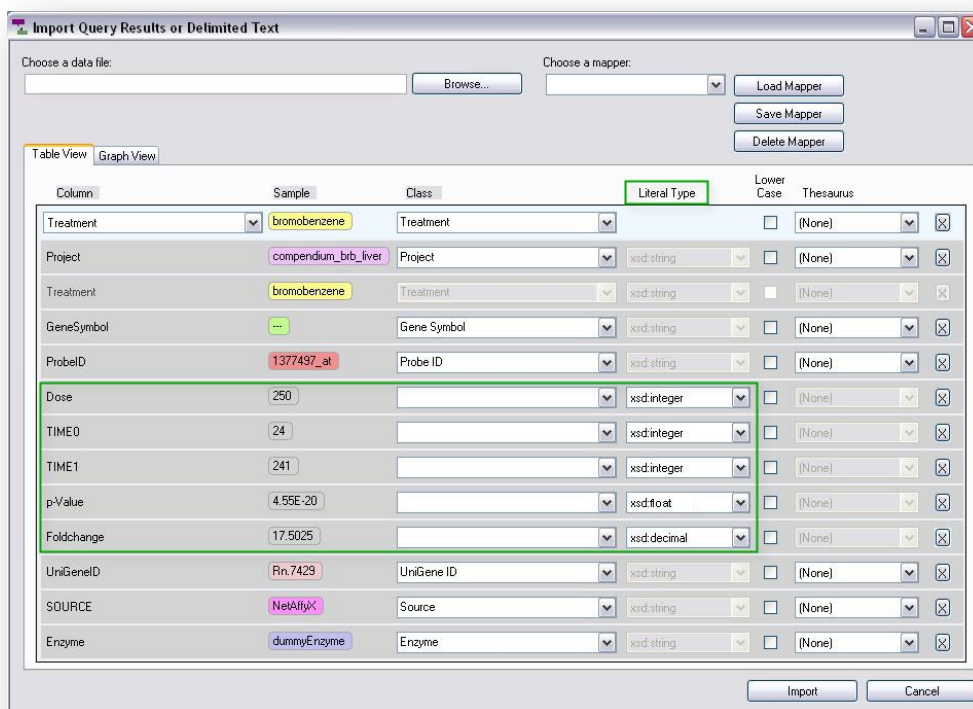 Import Query Results or Delimited Text
Choose a data file: Choose a mapper:
Browse... Load Mapper
Save Mapper
Delete Mapper
Table View Graph View
Column Sample Class Literal Type Lower Case Thesaurus
Treatment bromobenzene Treatment (None) X
Project compendium_brb_liver Project xsd:string (None) X
Treatment bromobenzene Treatment xsd:string (None) X
GeneSymbol --- Gene Symbol xsd:string (None) X
ProbeID 1377497_at Probe ID xsd:string (None) X
Dose 250 xsd:integer (None) X
TIME0 24 xsd:integer (None) X
TIME1 241 xsd:integer (None) X
p-Value 4.55E-20 xsd:float (None) X
Foldchange 17.5025 xsd:decimal (None) X
UniGeneID Rn.7429 UniGene ID xsd:string (None) X
SOURCE NetAffyX Source xsd:string (None) X
Enzyme dummyEnzyme Enzyme xsd:string (None) X
Import Cancel